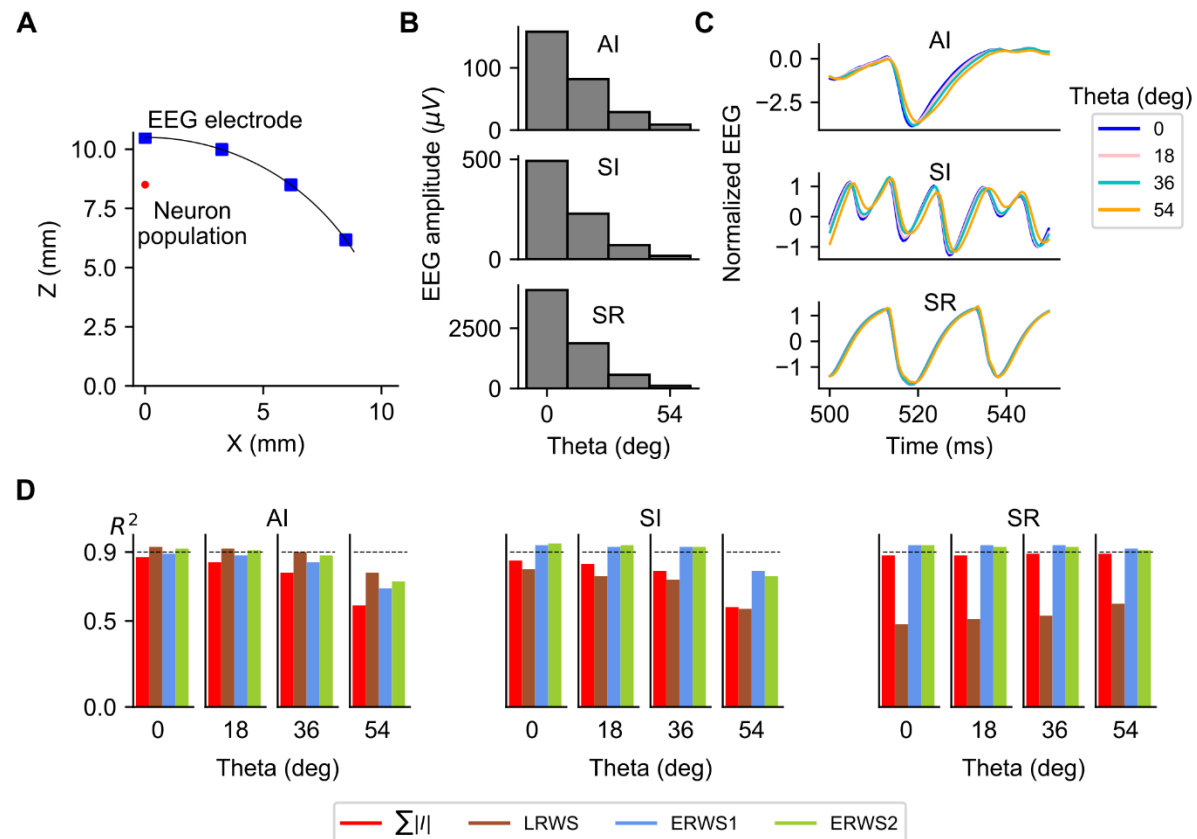 A
EEG electrode
Neuron
population
10.0
7.5
5.0
2.5
0.0
Z (mm)
0 5 10
X (mm)
B
EEG amplitude (μV)
AI
100
0
SI
500
0
SR
2500
0
0 54
Theta (deg)
C
Normalized EEG
AI
0.0
−2.5
SI
1
0
−1
SR
1
0
−1
500 520 540
Time (ms)
Theta (deg)
0
18
36
54
D
R²
0.9
0.5
0.0
AI
0 18 36 54
Theta (deg)
SI
0 18 36 54
Theta (deg)
SR
0 18 36 54
Theta (deg)
∑|I| LRWS ERWS1 ERWS2